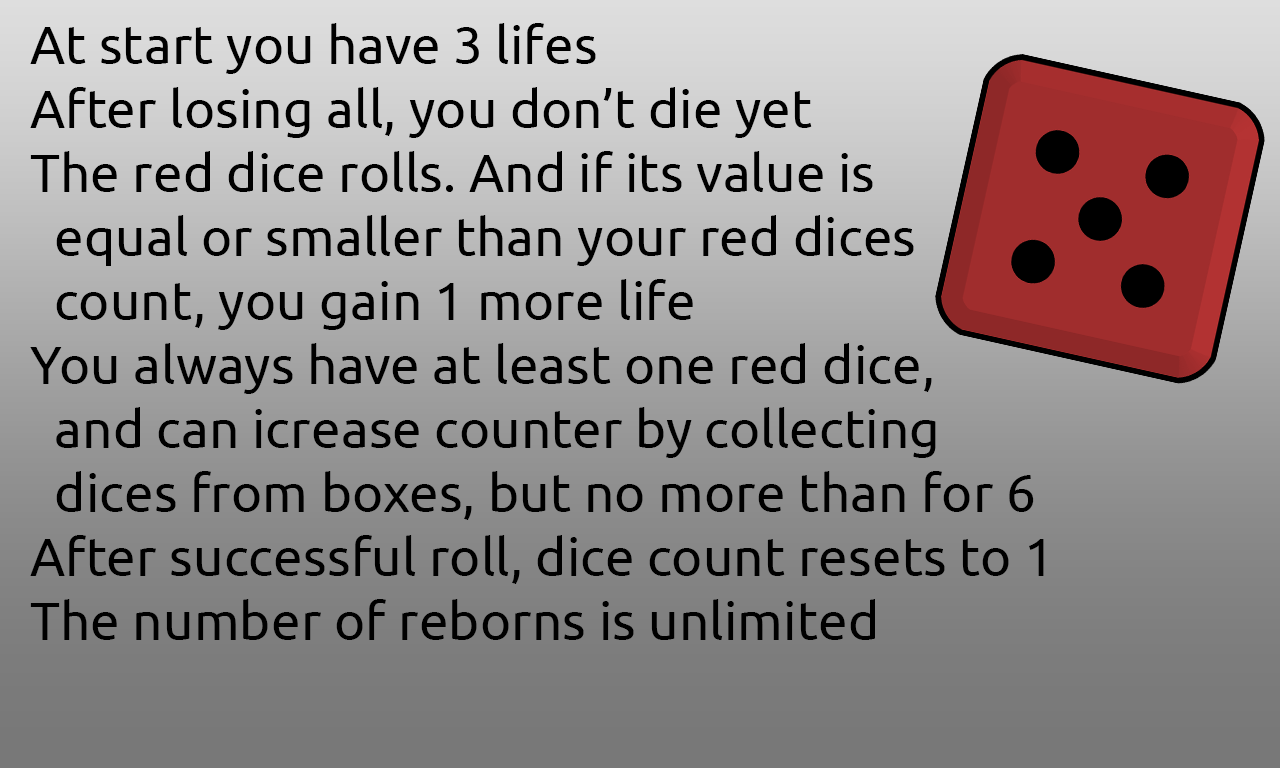 At start you have 3 lifes
After losing all, you don’t die yet
The red dice rolls. And if its value is
equal or smaller than your red dices
count, you gain 1 more life
You always have at least one red dice,
and can icrease counter by collecting
dices from boxes, but no more than for 6
After successful roll, dice count resets to 1
The number of reborns is unlimited